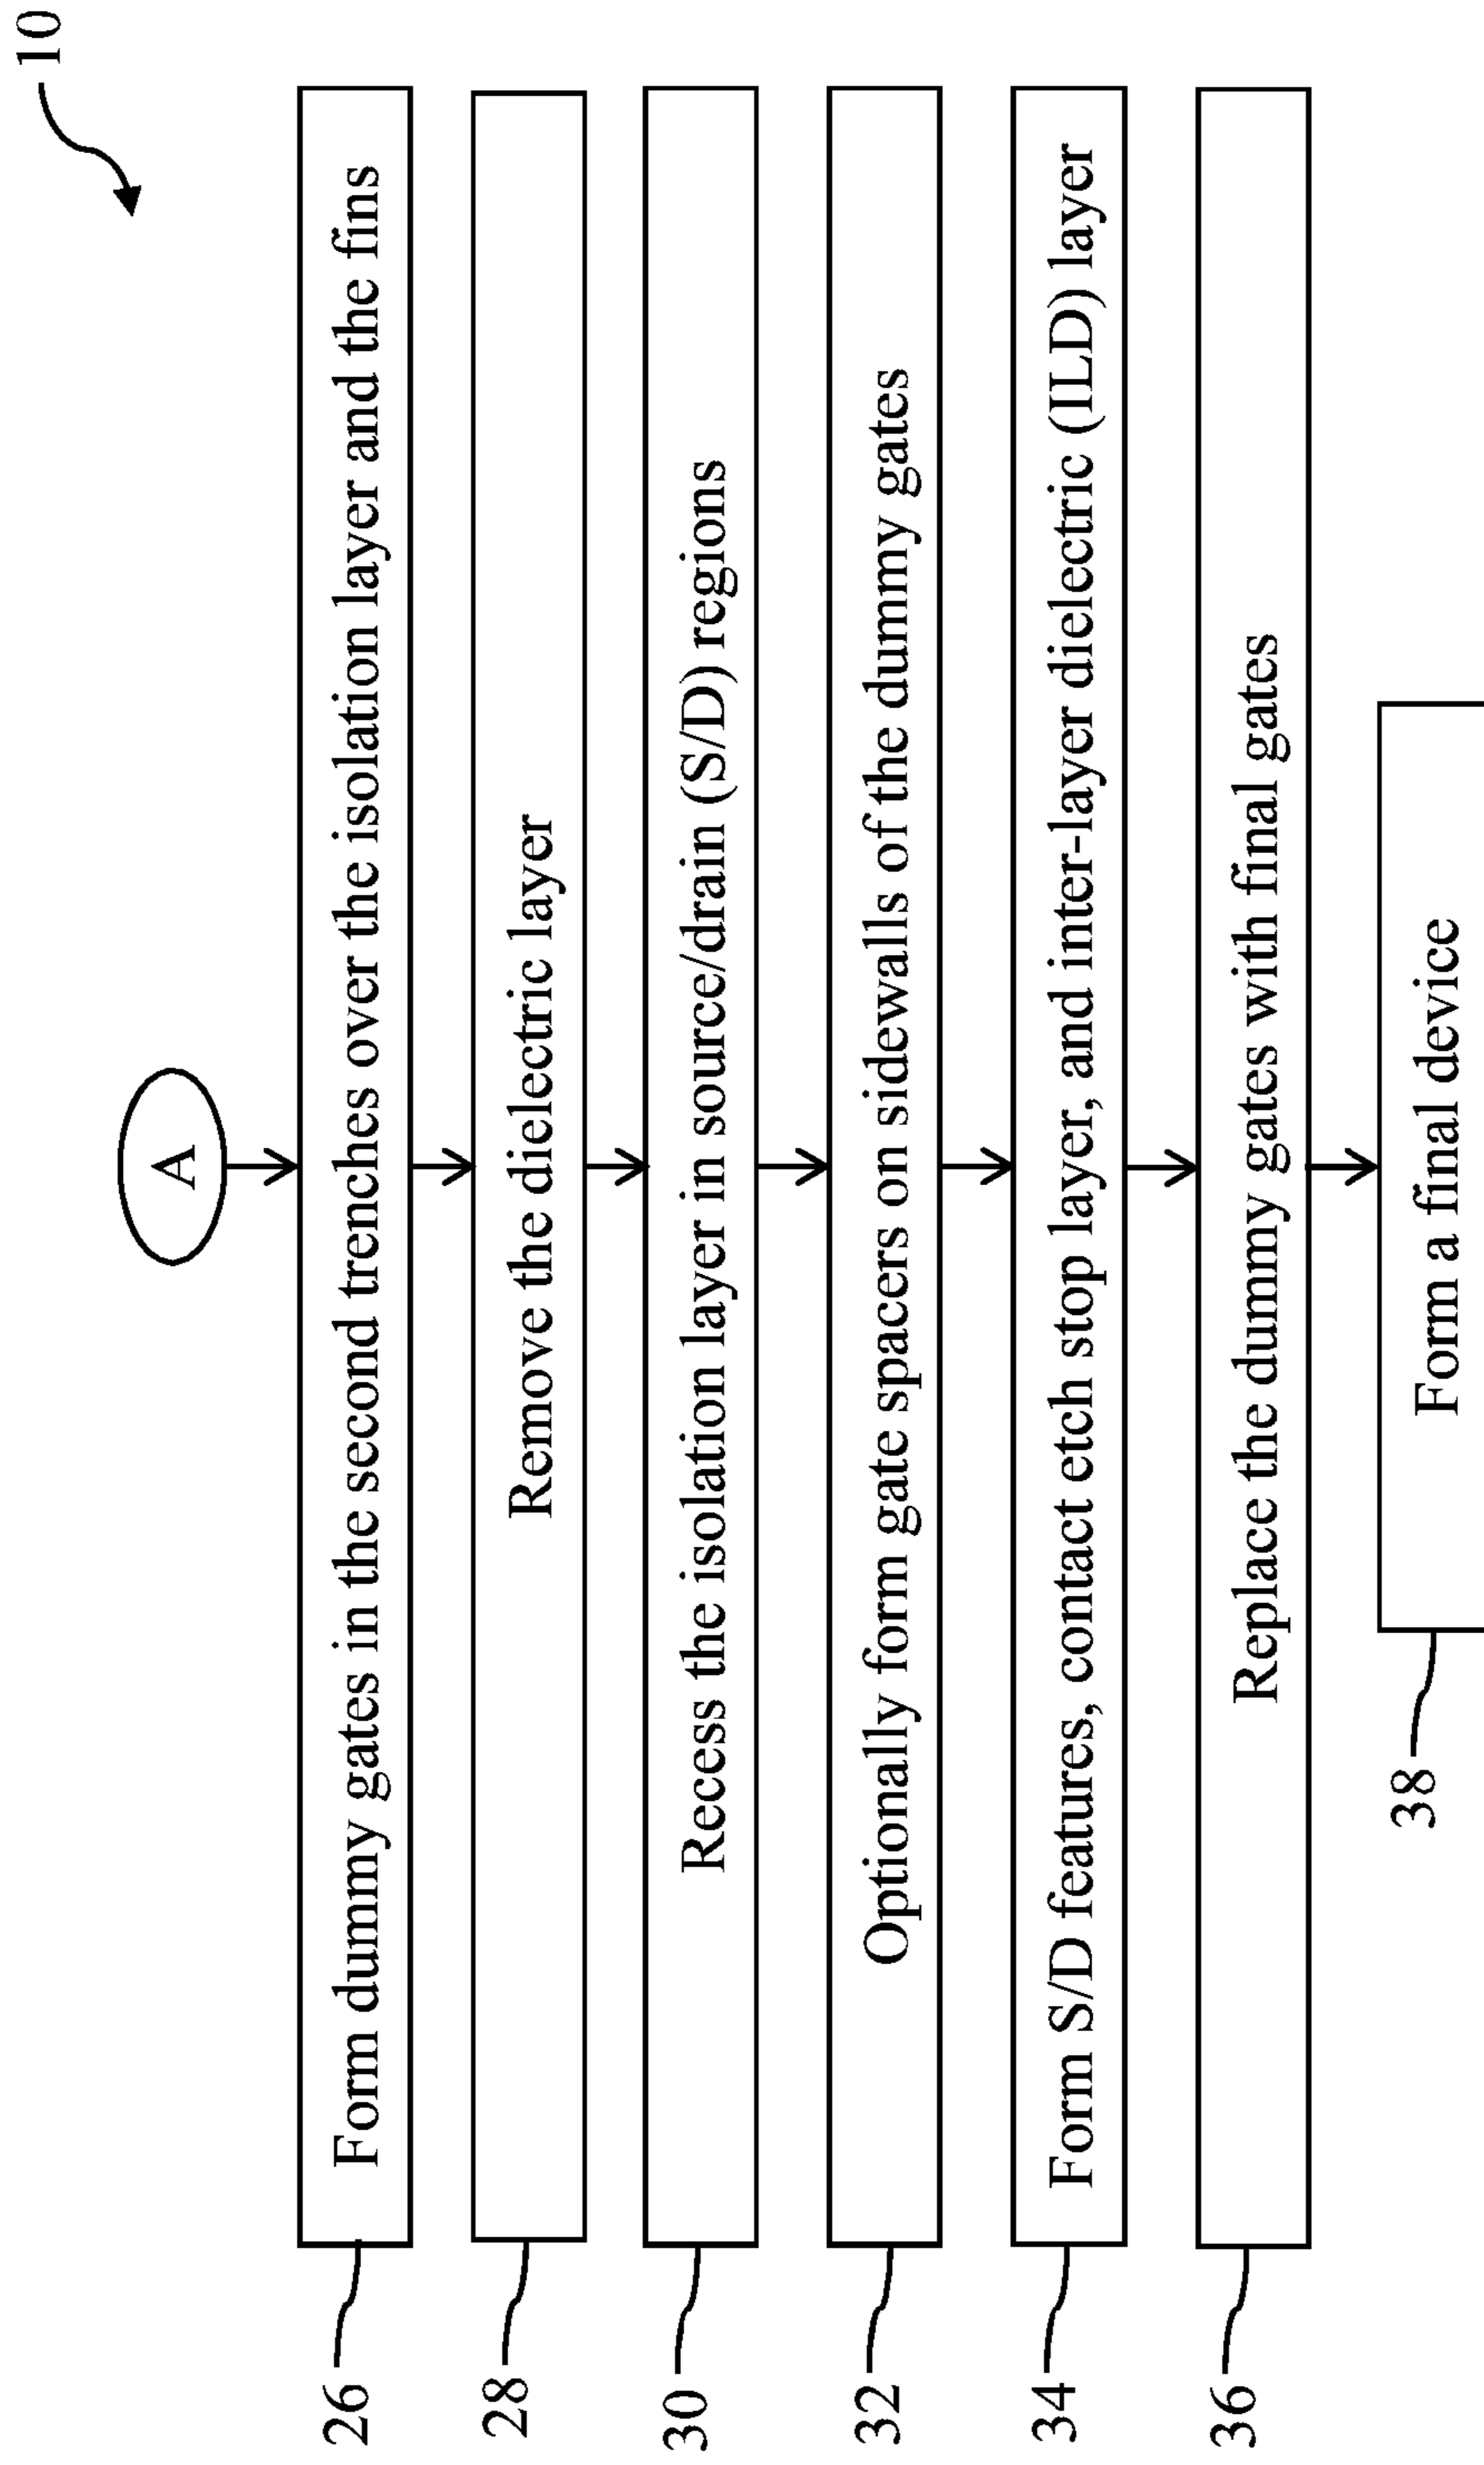 10
A
26
Form dummy gates in the second trenches over the isolation layer and the fins
28
Remove the dielectric layer
30
Recess the isolation layer in source/drain (S/D) regions
32
Optionally form gate spacers on sidewalls of the dummy gates
34
Form S/D features, contact etch stop layer, and inter-layer dielectric (ILD) layer
36
Replace the dummy gates with final gates
38
Form a final device